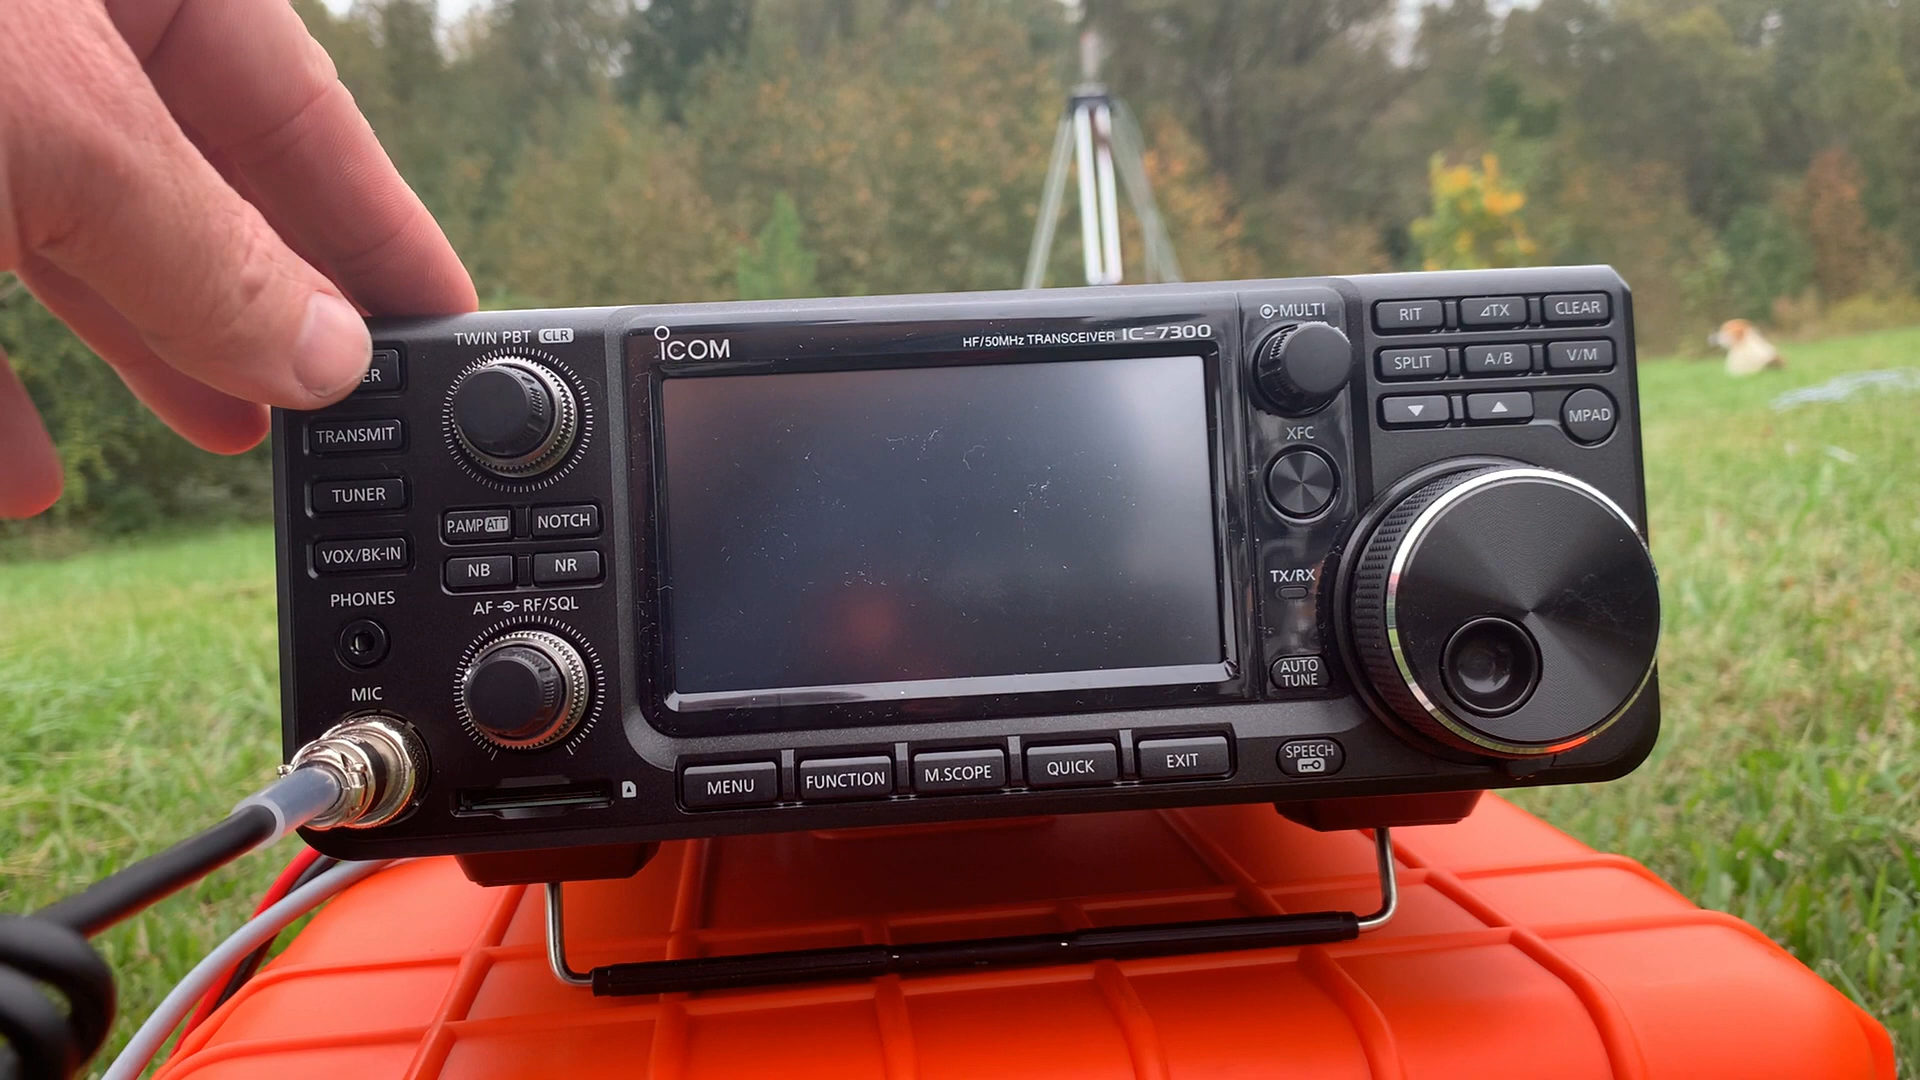 TWIN PBT CLR
ER
TRANSMIT
TUNER
VOX/BK-IN
PHONES
MIC
P.AMP ATT
NOTCH
NB
NR
AF RF/SQL
ICOM
HF/50MHz TRANSCEIVER IC-7300
MENU
FUNCTION
M.SCOPE
QUICK
EXIT
MULTI
XFC
TX/RX
AUTO
TUNE
SPEECH
RIT
⊿TX
CLEAR
SPLIT
A/B
V/M
▼
▲
MPAD